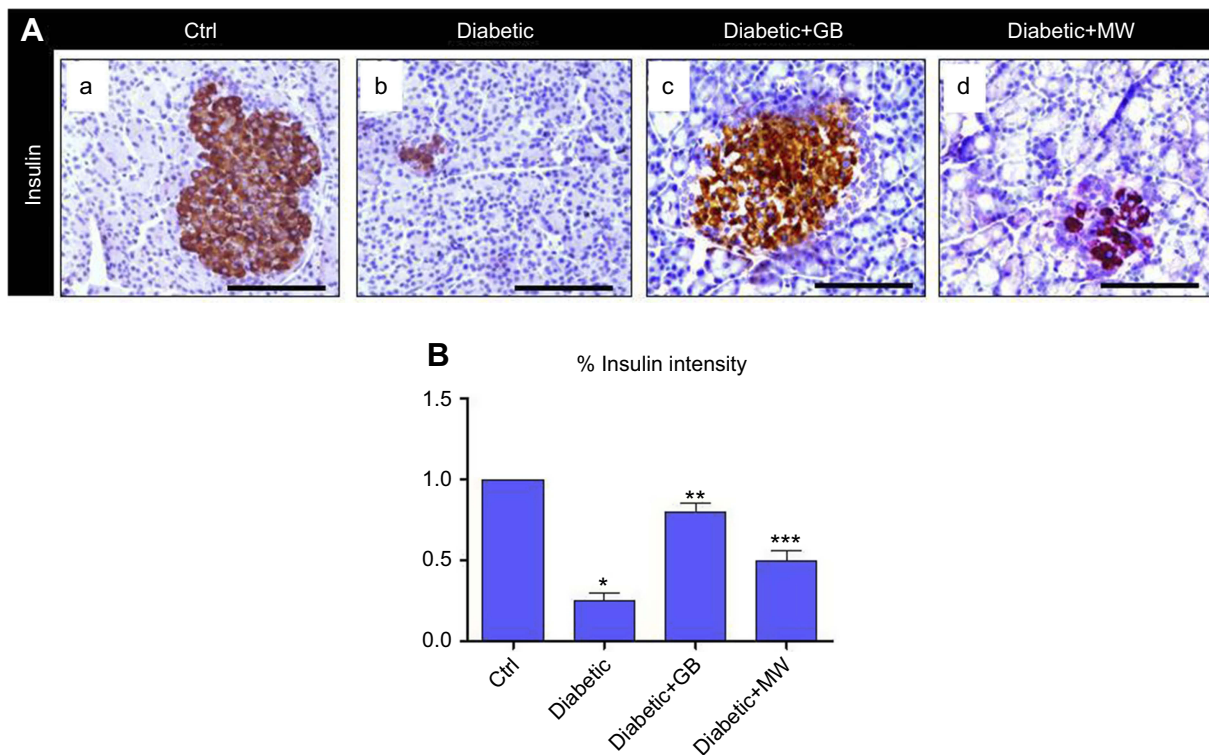 A Ctrl Diabetic Diabetic+GB Diabetic+MW
Insulin
a b c d
B
% Insulin intensity
1.5
1.0
0.5
0.0
*
**
***
Ctrl
Diabetic
Diabetic+GB
Diabetic+MW